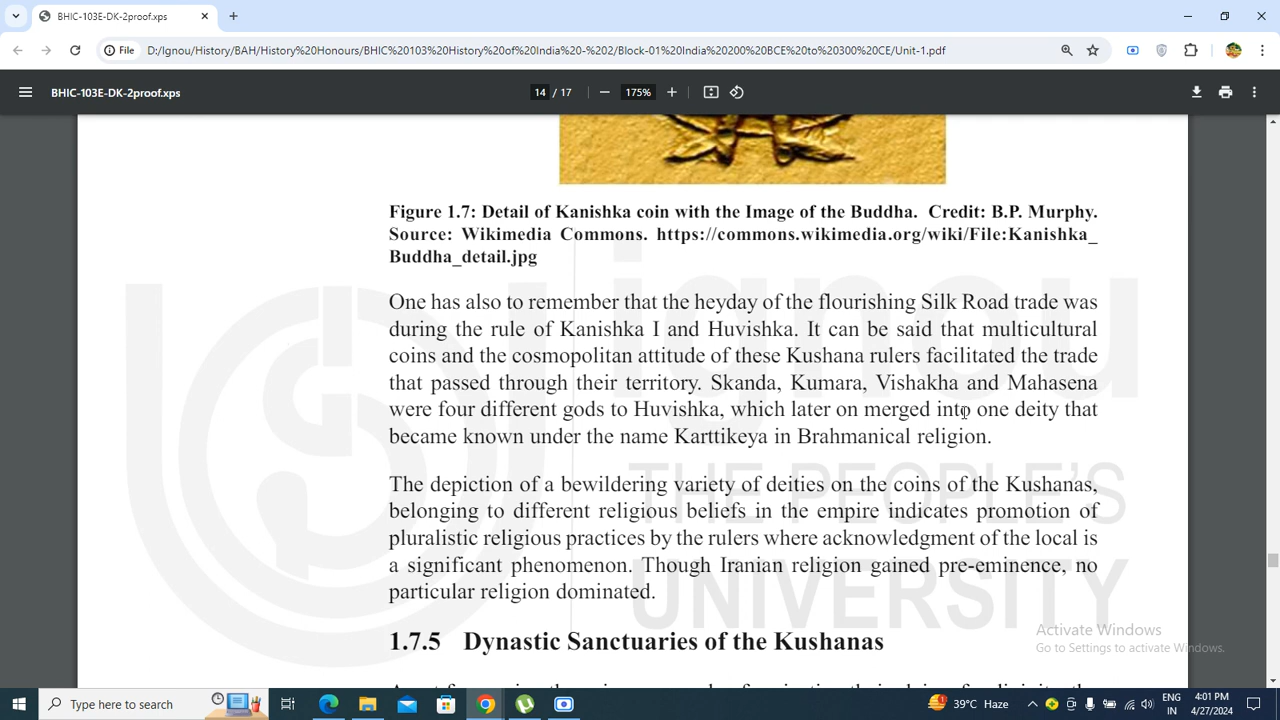 BHIC-103E-DK-2proof.xps
File D:/Ignou/History/BAH/History%20Honours/BHIC%20103%20History%20of%20India%20-%202/Block-01%20India%20200%20BCE%20to%20300%20CE/Unit-1.pdf
BHIC-103E-DK-2proof.xps 14 / 17 175%
Figure 1.7: Detail of Kanishka coin with the Image of the Buddha. Credit: B.P. Murphy.
Source: Wikimedia Commons. https://commons.wikimedia.org/wiki/File:Kanishka_
Buddha_detail.jpg
One has also to remember that the heyday of the flourishing Silk Road trade was
during the rule of Kanishka I and Huvishka. It can be said that multicultural
coins and the cosmopolitan attitude of these Kushana rulers facilitated the trade
that passed through their territory. Skanda, Kumara, Vishakha and Mahasena
were four different gods to Huvishka, which later on merged into one deity that
became known under the name Karttikeya in Brahmanical religion.
The depiction of a bewildering variety of deities on the coins of the Kushanas,
belonging to different religious beliefs in the empire indicates promotion of
pluralistic religious practices by the rulers where acknowledgment of the local is
a significant phenomenon. Though Iranian religion gained pre-eminence, no
particular religion dominated.
1.7.5 Dynastic Sanctuaries of the Kushanas
ignou
THE PEOPLE'S
UNIVERSITY
Activate Windows
Go to Settings to activate Windows.
Type here to search
39°C Haze
ENG
IN
4:01 PM
4/27/2024